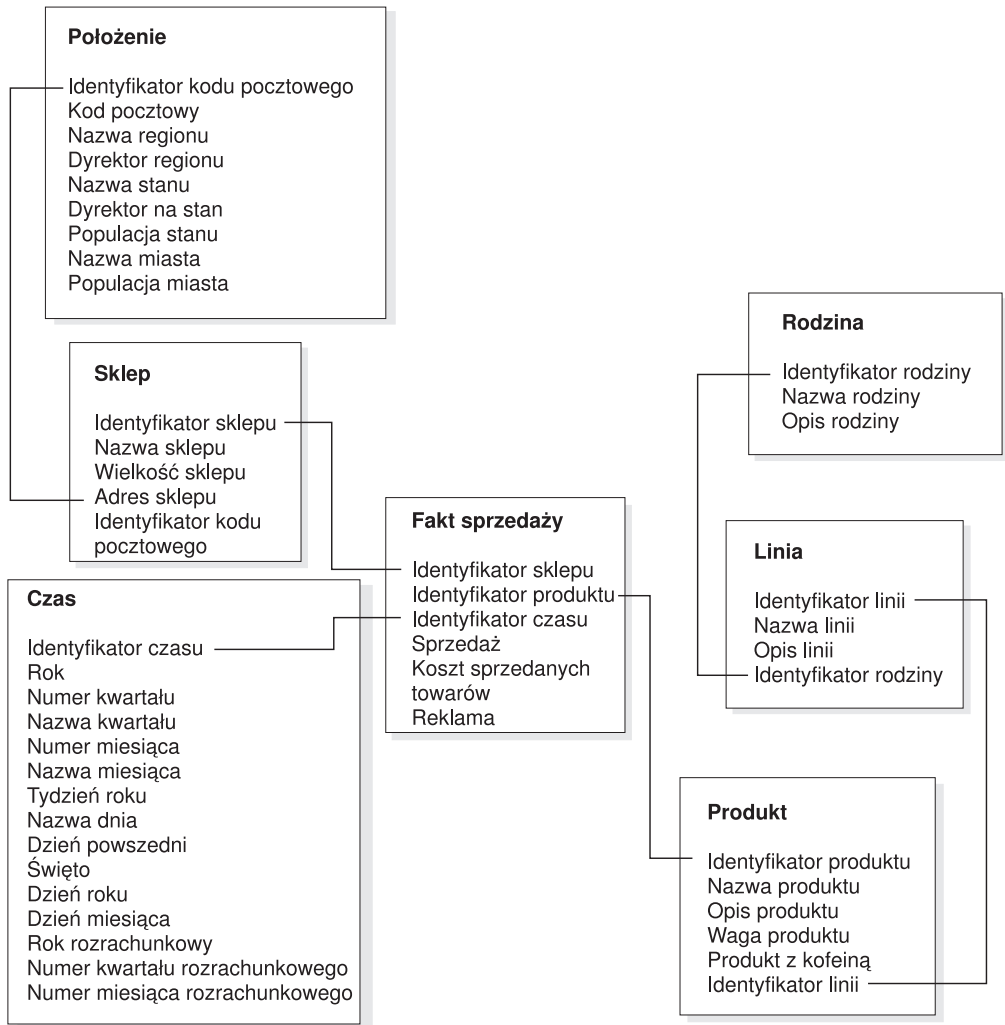 Położenie
Identyfikator kodu pocztowego
Kod pocztowy
Nazwa regionu
Dyrektor regionu
Nazwa stanu
Dyrektor na stan
Populacja stanu
Nazwa miasta
Populacja miasta
Sklep
Identyfikator sklepu
Nazwa sklepu
Wielkość sklepu
Adres sklepu
Identyfikator kodu
pocztowego
Czas
Identyfikator czasu
Rok
Numer kwartału
Nazwa kwartału
Numer miesiąca
Nazwa miesiąca
Tydzień roku
Nazwa dnia
Dzień powszedni
Święto
Dzień roku
Dzień miesiąca
Rok rozrachunkowy
Numer kwartału rozrachunkowego
Numer miesiąca rozrachunkowego
Fakt sprzedaży
Identyfikator sklepu
Identyfikator produktu
Identyfikator czasu
Sprzedaż
Koszt sprzedanych
towarów
Reklama
Rodzina
Identyfikator rodziny
Nazwa rodziny
Opis rodziny
Linia
Identyfikator linii
Nazwa linii
Opis linii
Identyfikator rodziny
Produkt
Identyfikator produktu
Nazwa produktu
Opis produktu
Waga produktu
Produkt z kofeiną
Identyfikator linii